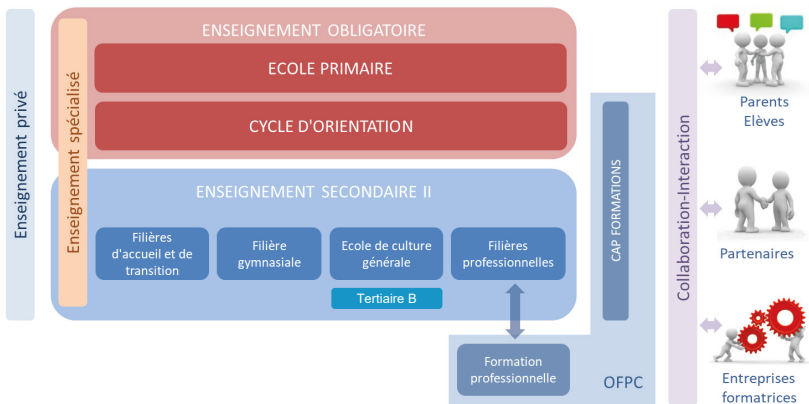 Enseignement privé
Enseignement spécialisé
ENSEIGNEMENT OBLIGATOIRE
ECOLE PRIMAIRE
CYCLE D'ORIENTATION
ENSEIGNEMENT SECONDAIRE II
Filières
d'accueil et de
transition
Filière
gymnasiale
Ecole de culture
générale
Filières
professionnelles
Tertiaire B
Formation
professionnelle
OFPC
CAP FORMATIONS
Collaboration-Interaction
Parents
Elèves
Partenaires
Entreprises
formatrices